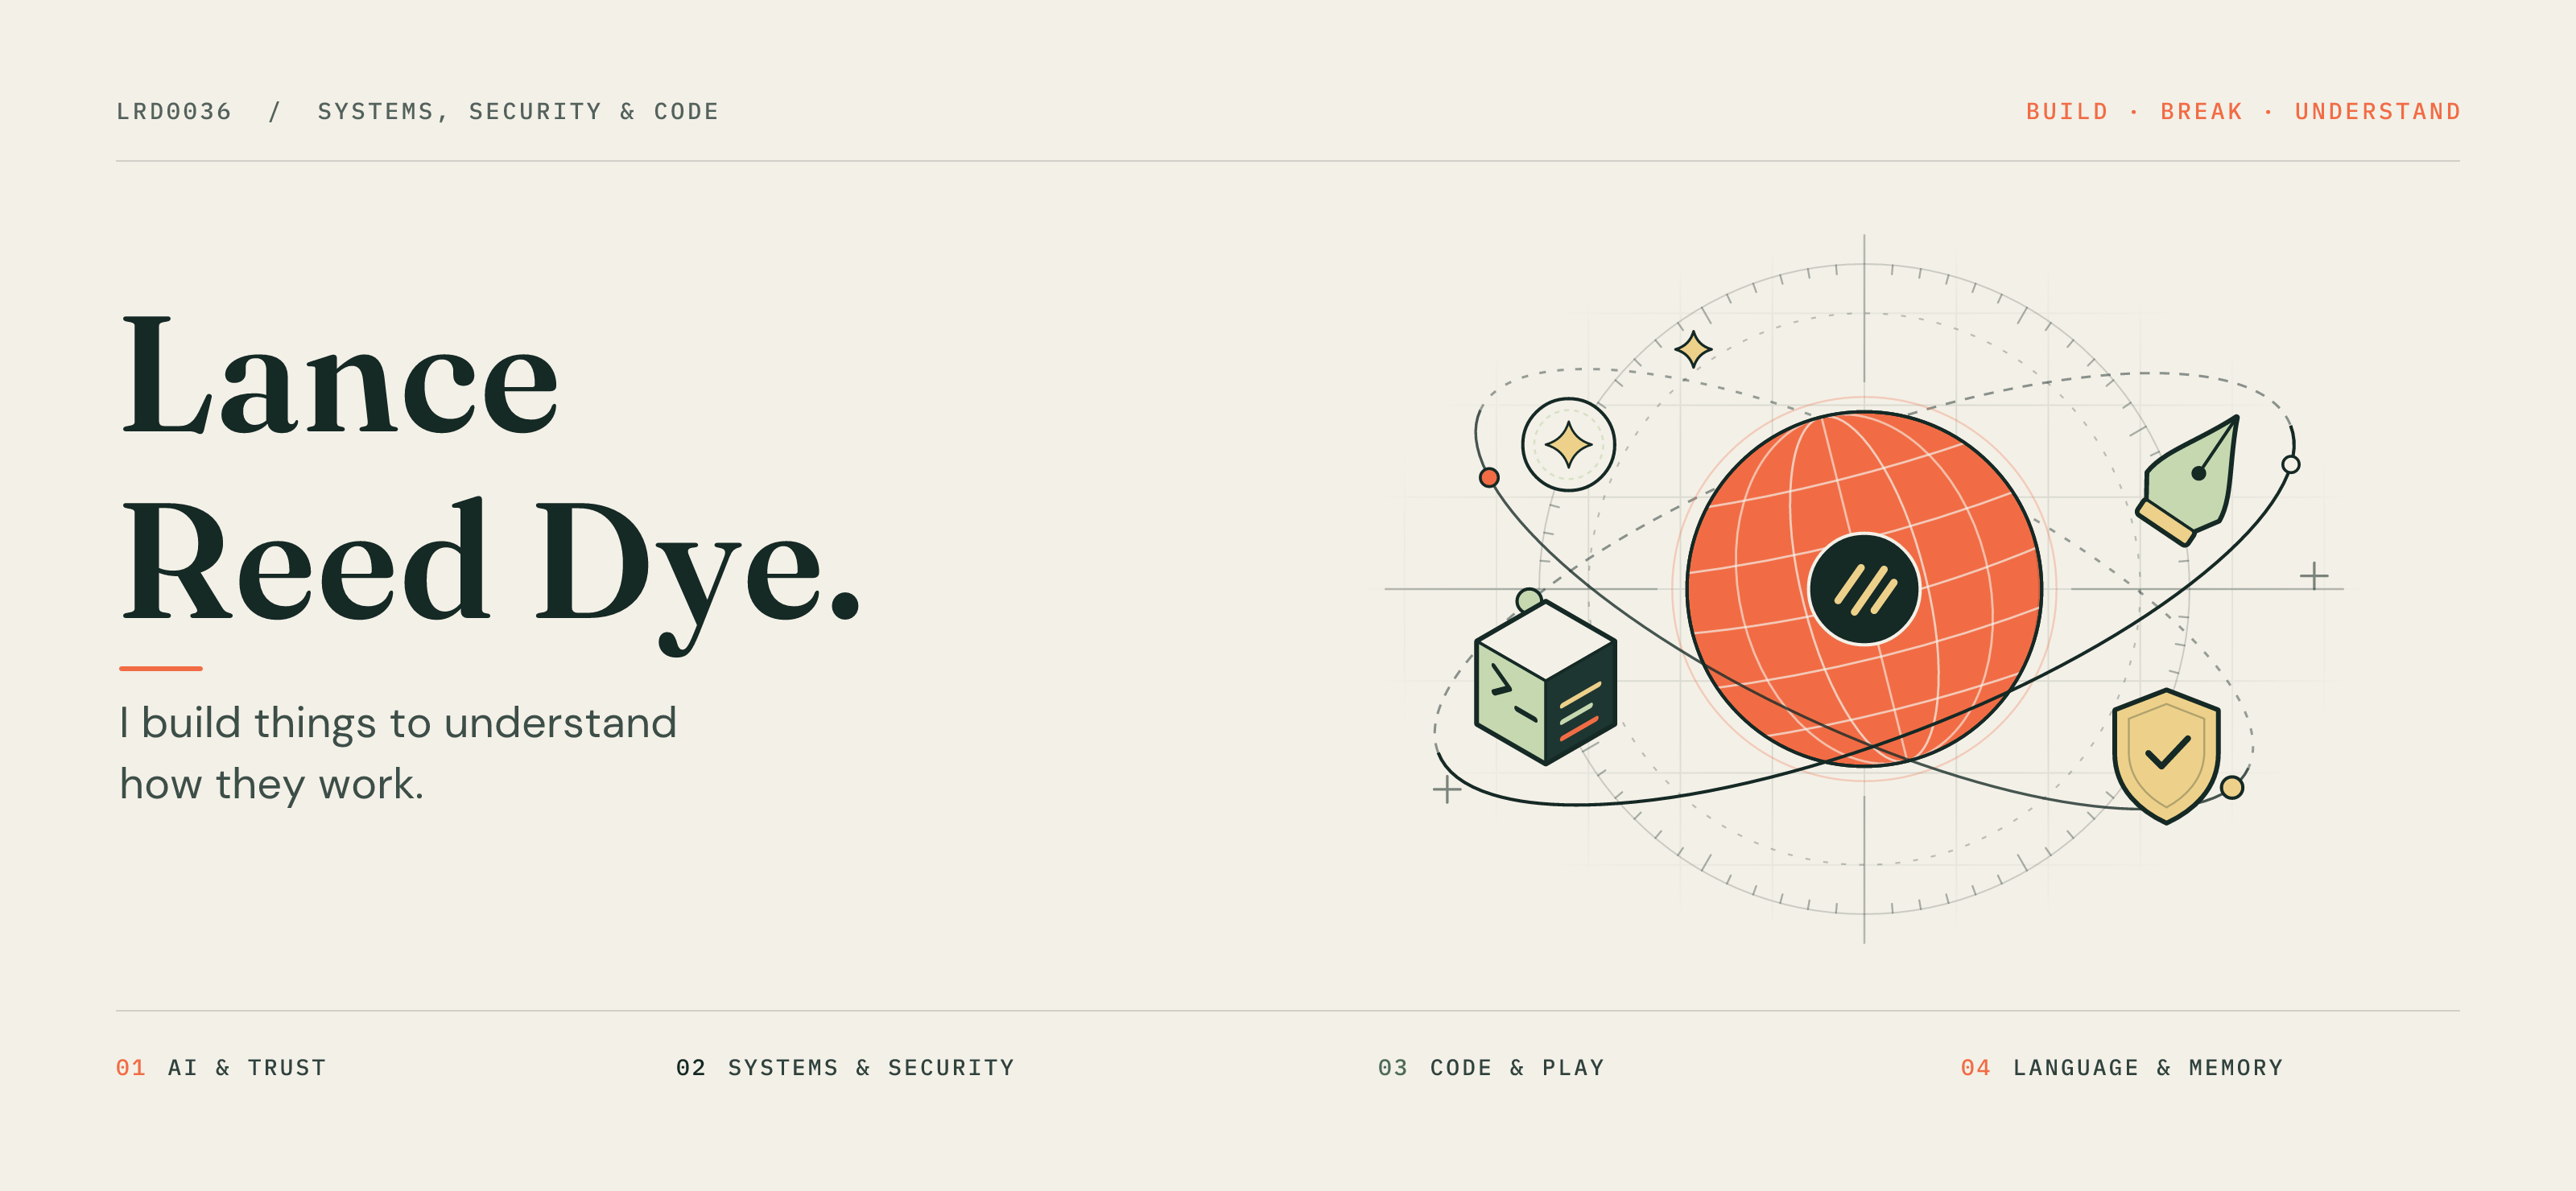 LRD0036 / SYSTEMS, SECURITY & CODE
BUILD · BREAK · UNDERSTAND
Lance
Reed Dye.
I build things to understand
how they work.
01 AI & TRUST
02 SYSTEMS & SECURITY
03 CODE & PLAY
04 LANGUAGE & MEMORY